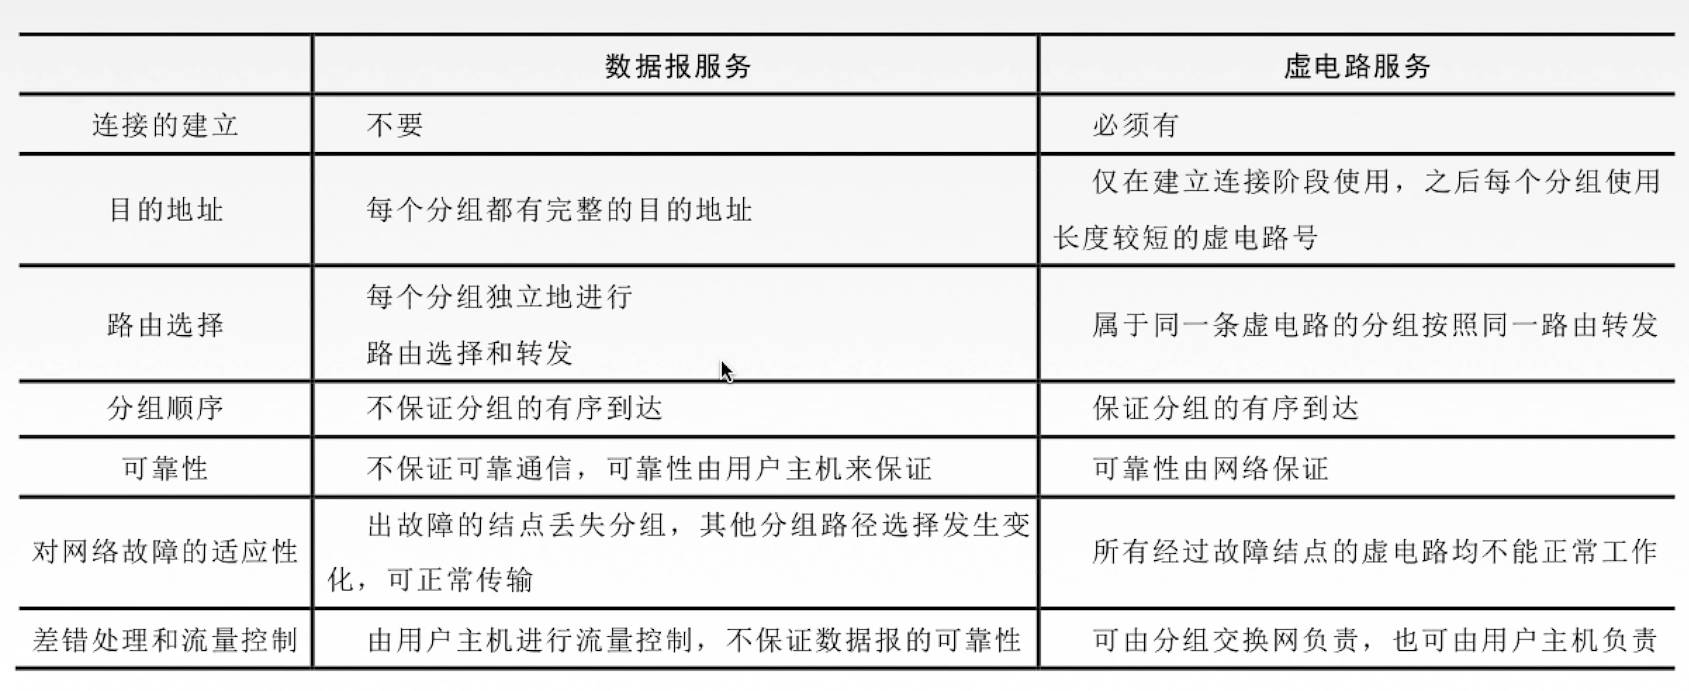 数据报服务
虚电路服务
连接的建立
不要
必须有
目的地址
每个分组都有完整的目的地址
仅在建立连接阶段使用，之后每个分组使用
长度较短的虚电路号
路由选择
每个分组独立地进行
路由选择和转发
属于同一条虚电路的分组按照同一路由转发
分组顺序
不保证分组的有序到达
保证分组的有序到达
可靠性
不保证可靠通信，可靠性由用户主机来保证
可靠性由网络保证
对网络故障的适应性
出故障的结点丢失分组，其他分组路径选择发生变
化，可正常传输
所有经过故障结点的虚电路均不能正常工作
差错处理和流量控制
由用户主机进行流量控制，不保证数据报的可靠性
可由分组交换网负责，也可由用户主机负责